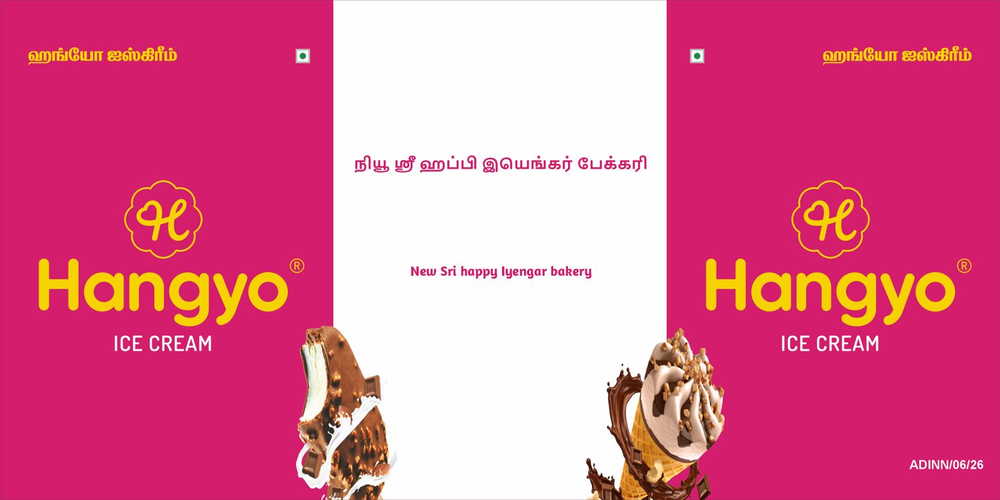 ஹங்யோ ஐஸ்கிரீம்
H
Hangyo®
ICE CREAM
நியூ ஸ்ரீ ஹப்பி இயெங்கர் பேக்கரி
New Sri happy Iyengar bakery
ஹங்யோ ஐஸ்கிரீம்
H
Hangyo®
ICE CREAM
ADINN/06/26